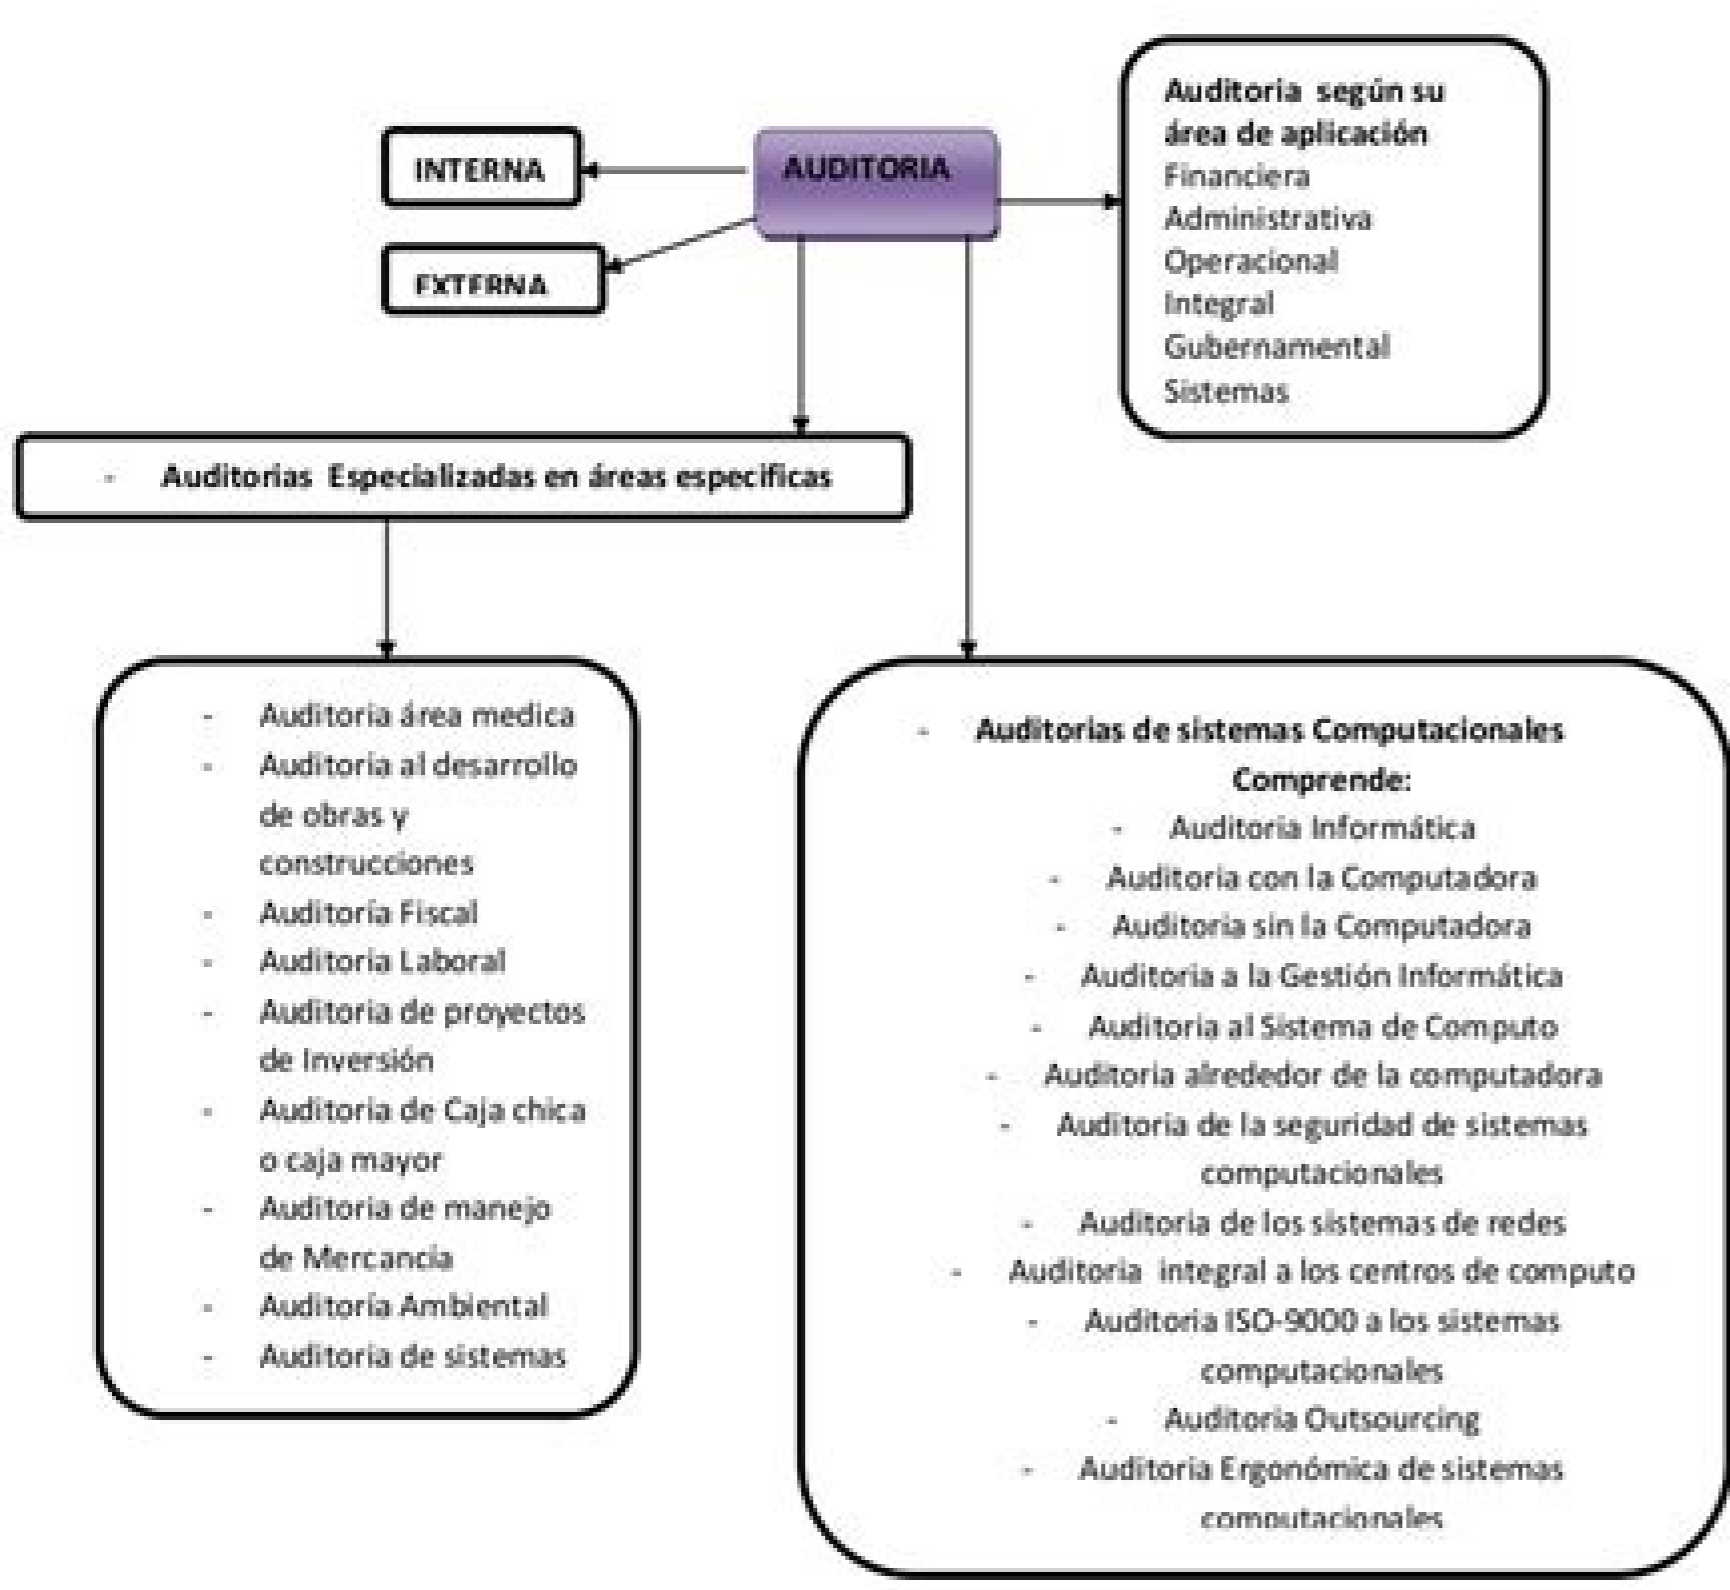 AUDITORIA
INTERNA
EXTERNA
Auditoria según su
área de aplicación
Financiera
Administrativa
Operacional
Integral
Gubernamental
Sistemas
- Auditorias Especializadas en áreas especificas
- Auditoria área medica
- Auditoria al desarrollo
de obras y
construcciones
- Auditoría Fiscal
- Auditoria Laboral
- Auditoria de proyectos
de Inversión
- Auditoria de Caja chica
o caja mayor
- Auditoria de manejo
de Mercancía
- Auditoría Ambiental
- Auditoria de sistemas
- Auditorias de sistemas Computacionales
Comprende:
- Auditoria Informática
- Auditoria con la Computadora
- Auditoria sin la Computadora
- Auditoria a la Gestión Informática
- Auditoria al Sistema de Computo
- Auditoria alrededor de la computadora
- Auditoria de la seguridad de sistemas
computacionales
- Auditoria de los sistemas de redes
- Auditoria integral a los centros de computo
- Auditoria ISO-9000 a los sistemas
computacionales
- Auditoria Outsourcing
- Auditoria Ergonómica de sistemas
computacionales